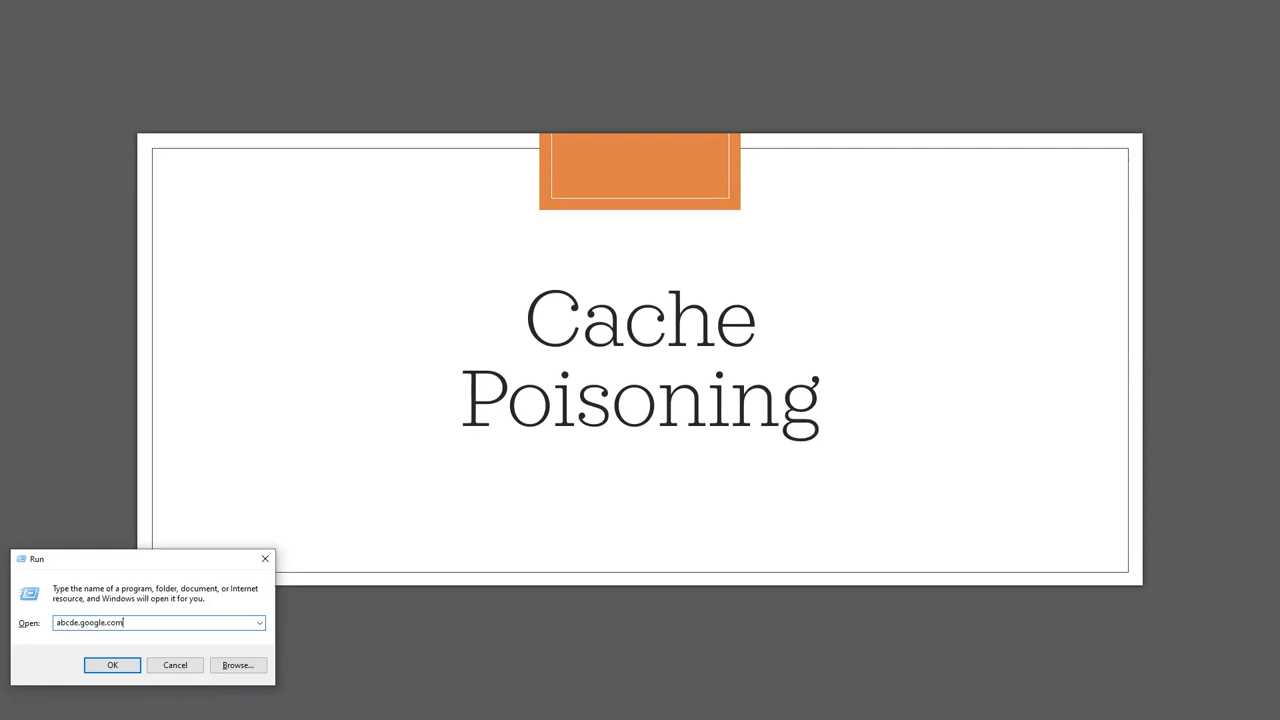 Cache
Poisoning
Run
Type the name of a program, folder, document, or Internet
resource, and Windows will open it for you.
Open: abcde.google.com
OK Cancel Browse...